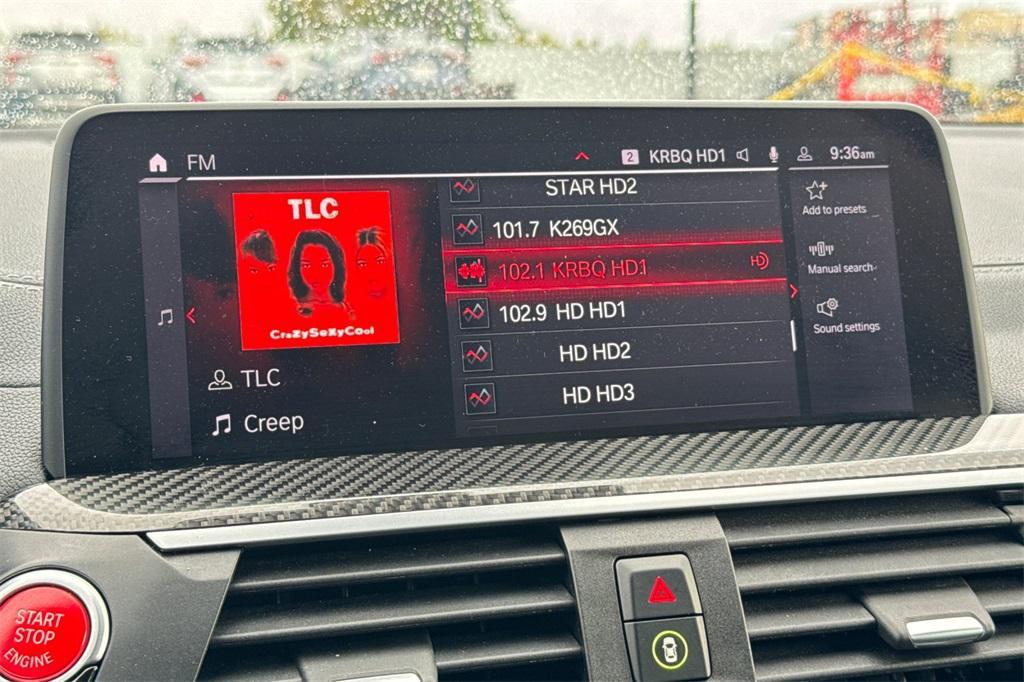 FM
2 KRBQ HD1
9:36am
TLC
CrazySexyCool
TLC
Creep
STAR HD2
101.7 K269GX
102.1 KRBQ HD1 HD
102.9 HD HD1
HD HD2
HD HD3
Add to presets
Manual search
Sound settings
START
STOP
ENGINE